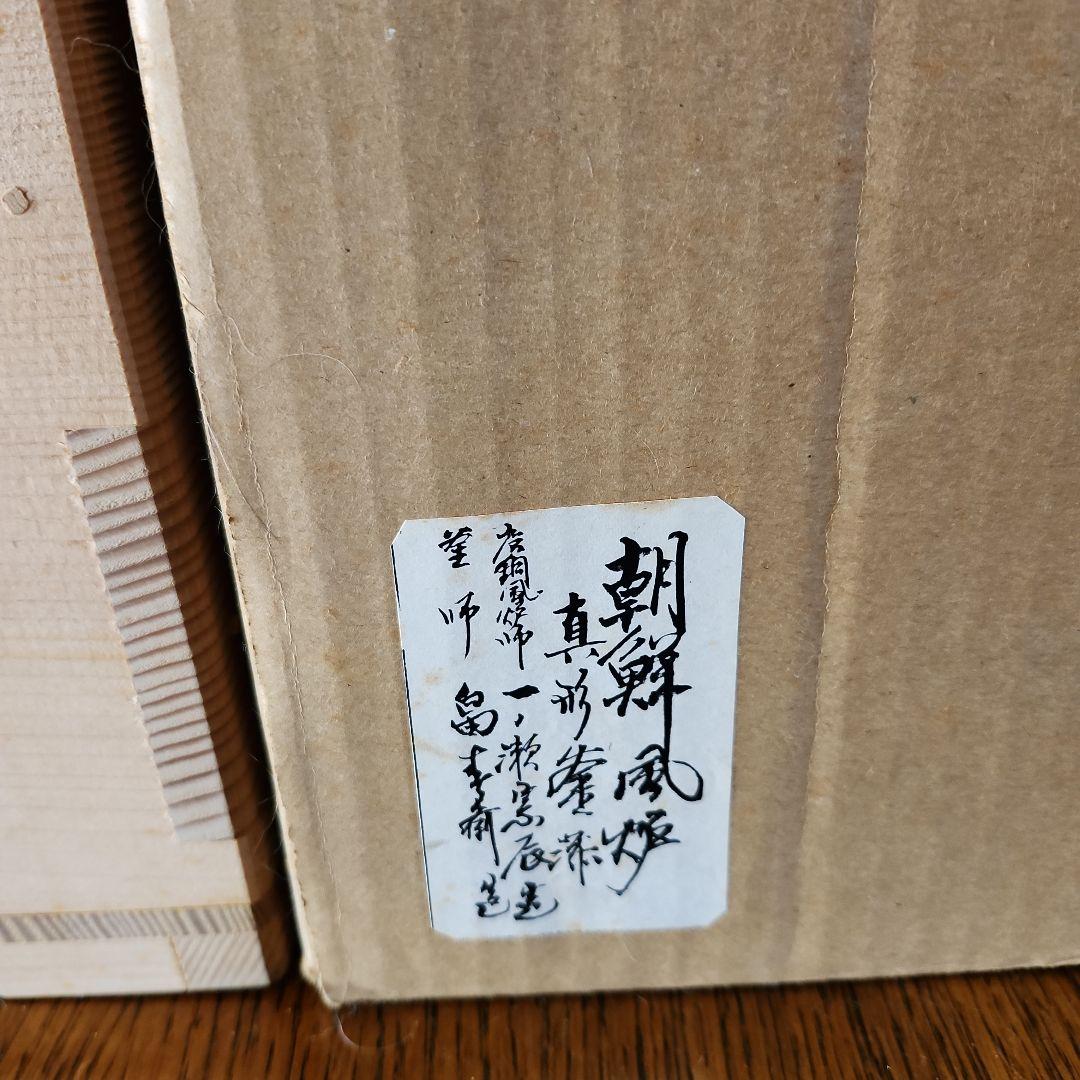 朝鮮風炉
真形釜添
唐銅風炉師 一ノ瀬宗辰造
釜師 畠春斎造